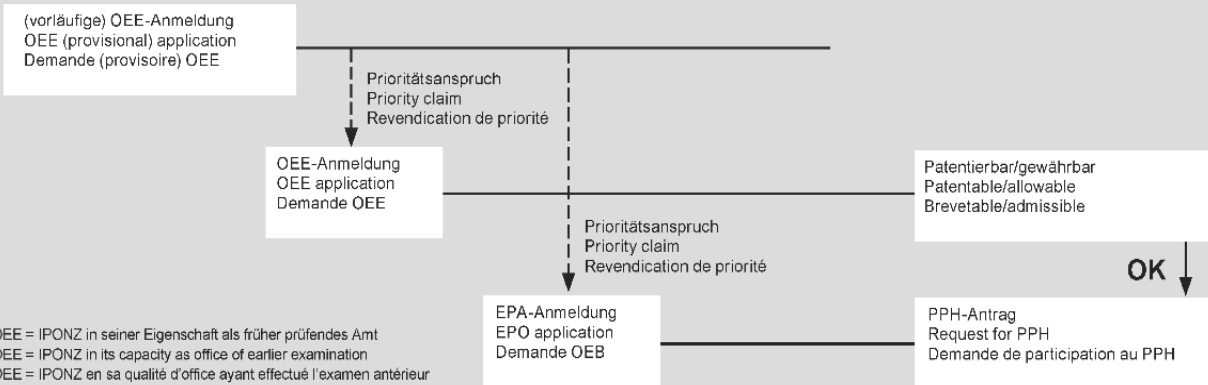 (vorläufige) OEE-Anmeldung
OEE (provisional) application
Demande (provisoire) OEE
Prioritätsanspruch
Priority claim
Revendication de priorité
OEE-Anmeldung
OEE application
Demande OEE
Patentierbar/gewährbar
Patentable/allowable
Brevetable/admissible
Prioritätsanspruch
Priority claim
Revendication de priorité
OK
EPA-Anmeldung
EPO application
Demande OEB
PPH-Antrag
Request for PPH
Demande de participation au PPH
OEE = IPONZ in seiner Eigenschaft als früher prüfendes Amt
OEE = IPONZ in its capacity as office of earlier examination
OEE = IPONZ en sa qualité d'office ayant effectué l'examen antérieur